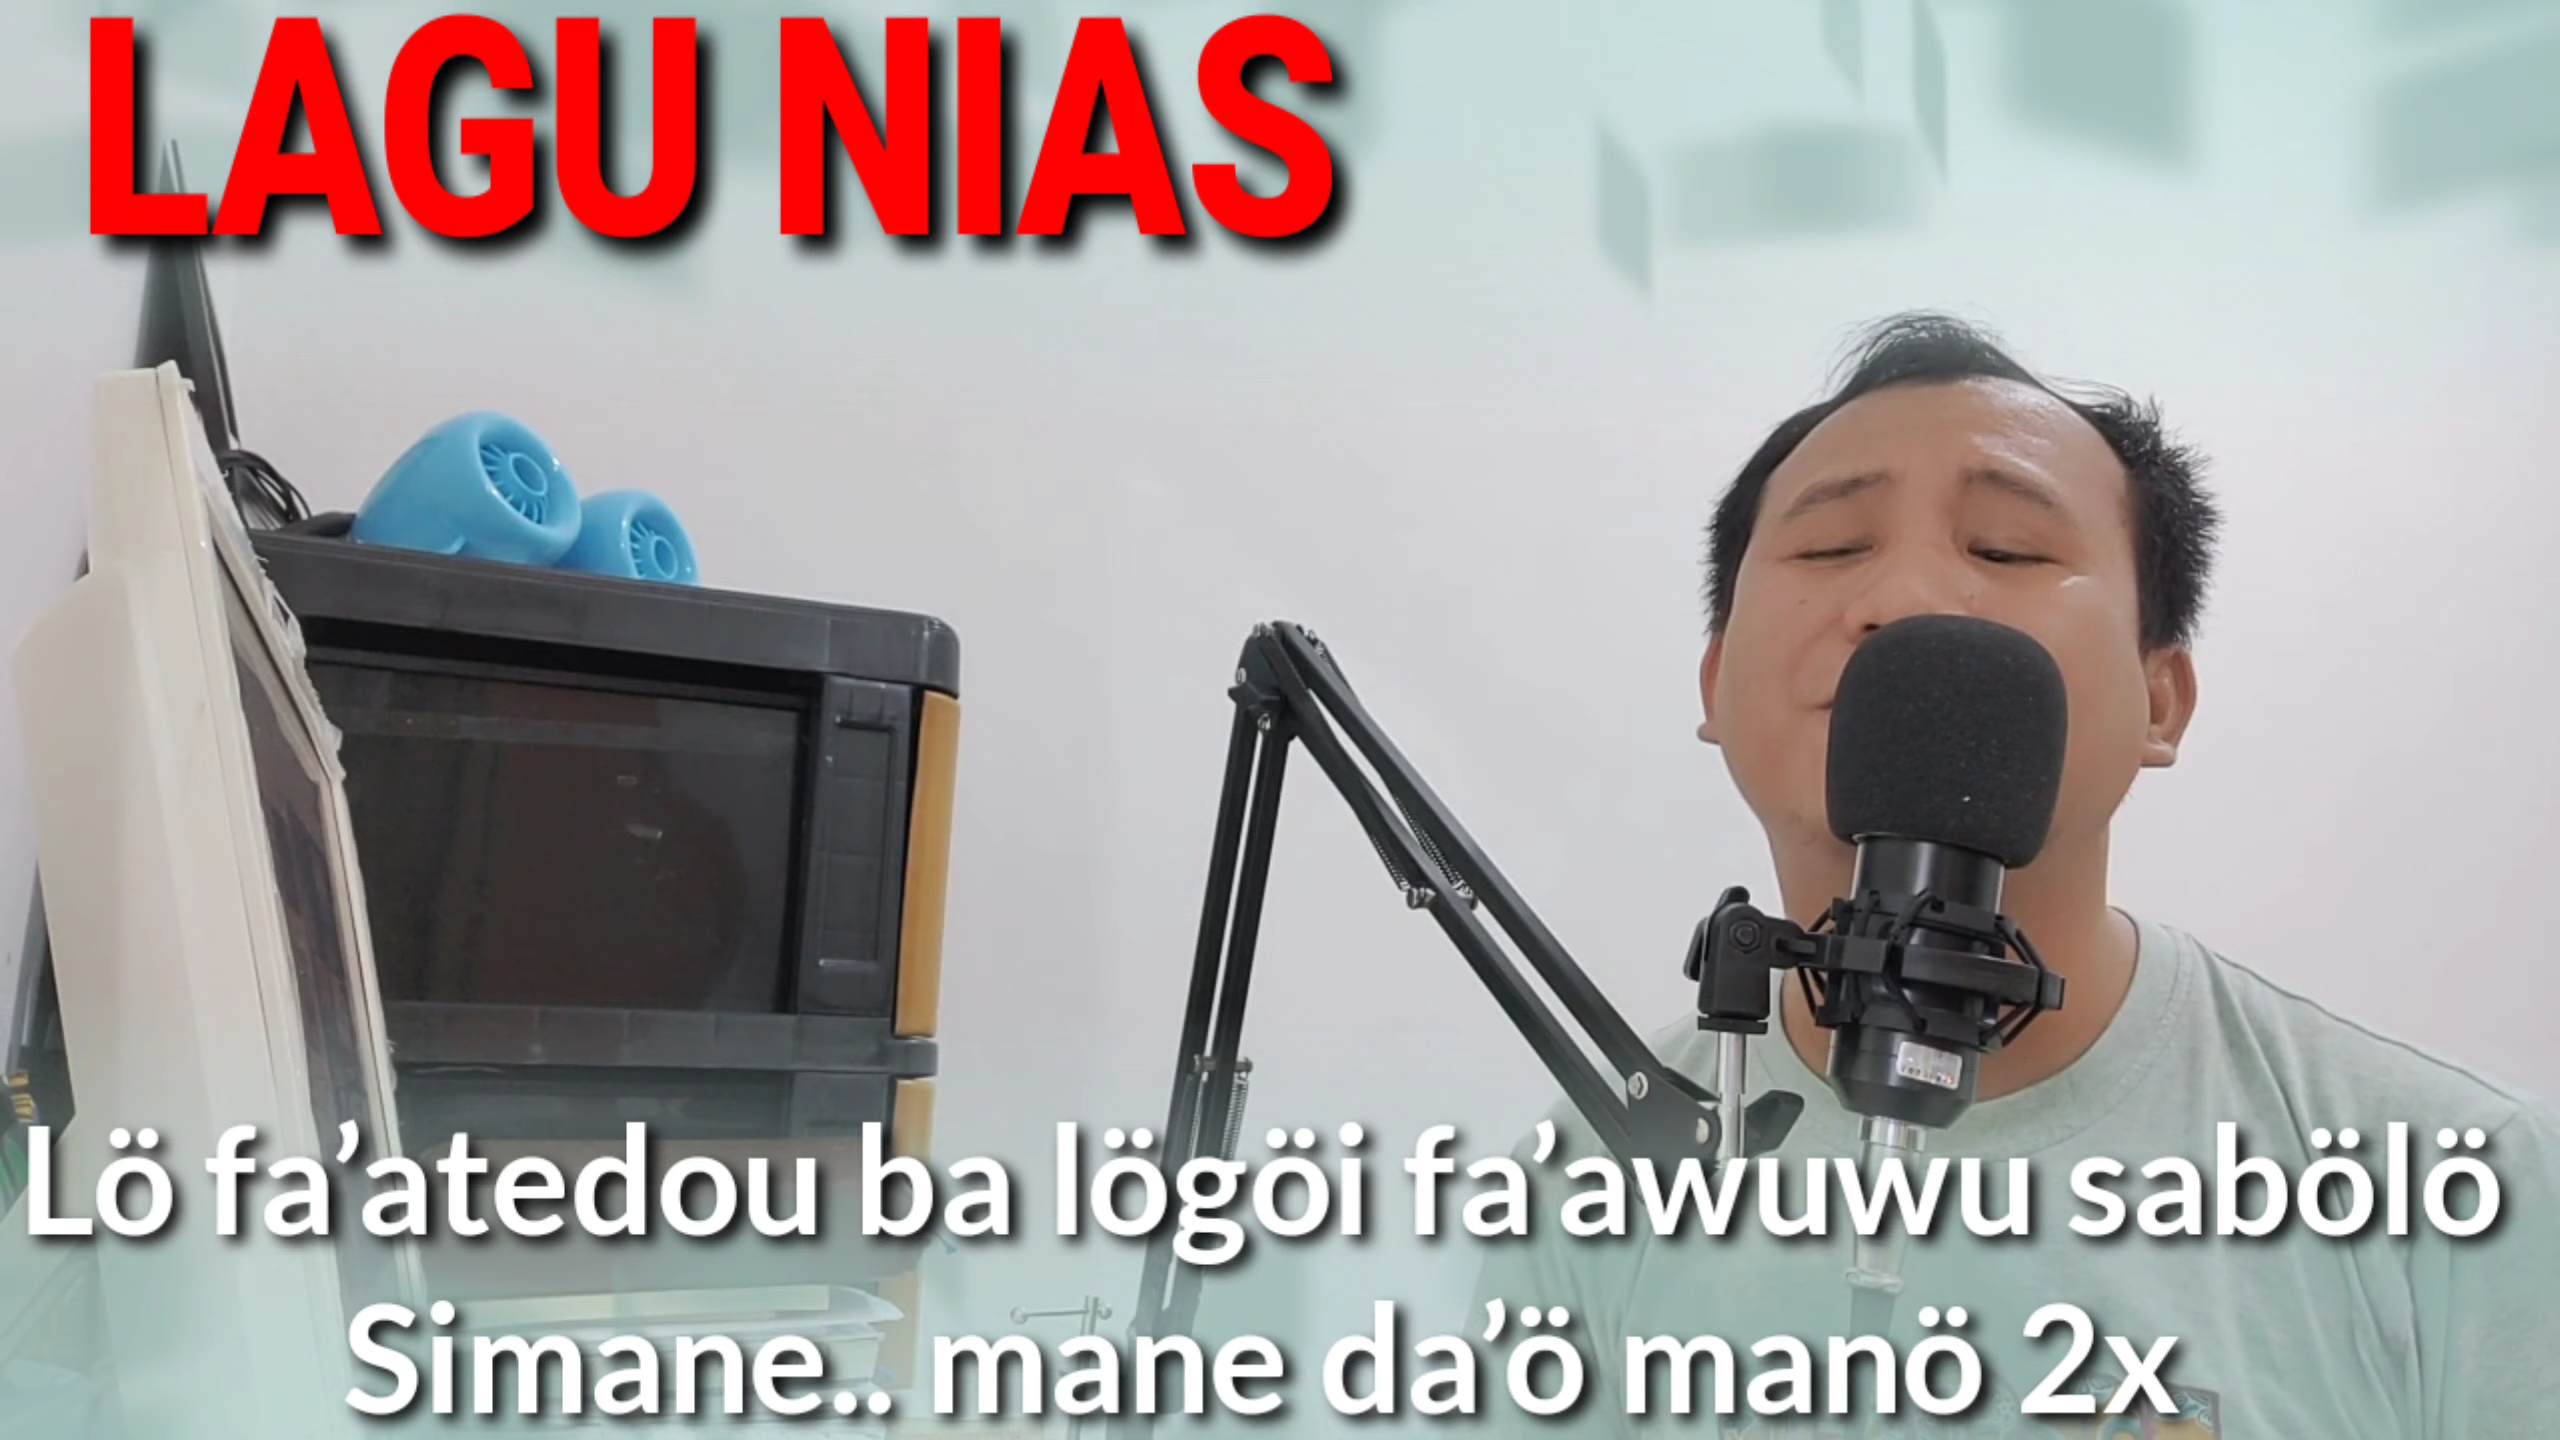 LAGU NIAS
Lö fa’atedou ba lögöi fa’awuwu sabölö
Simane.. mane da’ö manö 2x